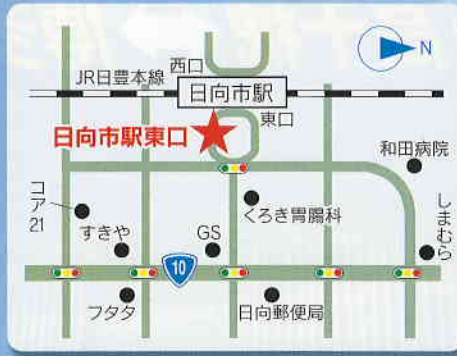 N
西口
JR日豊本線
日向市駅
東口
日向市駅東口
和田病院
コア21
くろき胃腸科
しまむら
すきや
GS
10
フタタ
日向郵便局